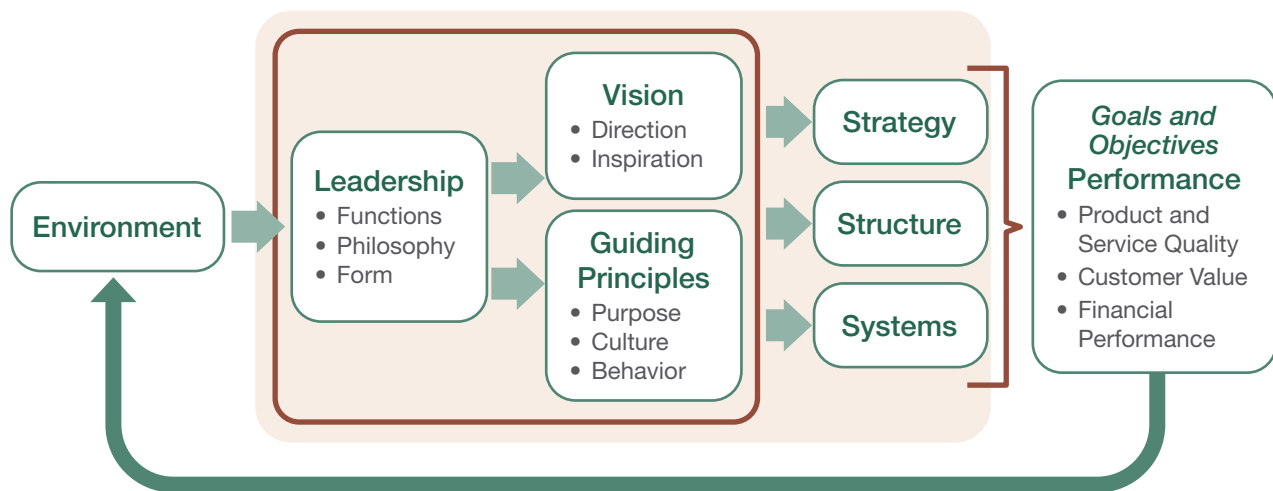 Environment
Leadership
• Functions
• Philosophy
• Form
Vision
• Direction
• Inspiration
Guiding
Principles
• Purpose
• Culture
• Behavior
Strategy
Structure
Systems
Goals and
Objectives
Performance
• Product and
Service Quality
• Customer Value
• Financial
Performance